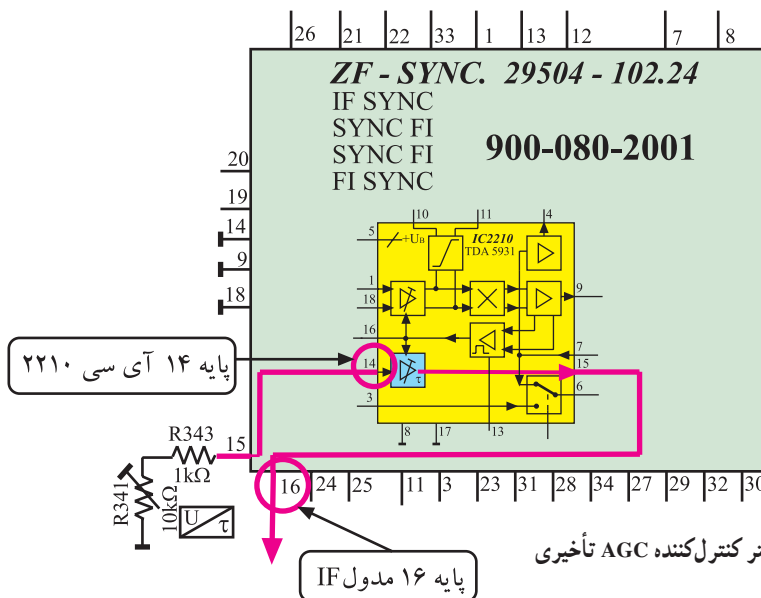 26 21 22 33 1 13 12 7 8
ZF - SYNC. 29504 - 102.24
IF SYNC
SYNC FI
SYNC FI
FI SYNC
900-080-2001
20
19
14
9
18
10 11 4
5 +UB
IC2210
TDA 5931
1
18
9
16
7
14 τ 15
6
3
8 17 13
پایه ۱۴ آی سی ۲۲۱۰
R343
1kΩ
15
R341
10kΩ
U τ
16 24 25 11 3 23 31 28 34 27 29 32 30
پایه ۱۶ مدول IF
تر کنترل‌کننده AGC تأخیری